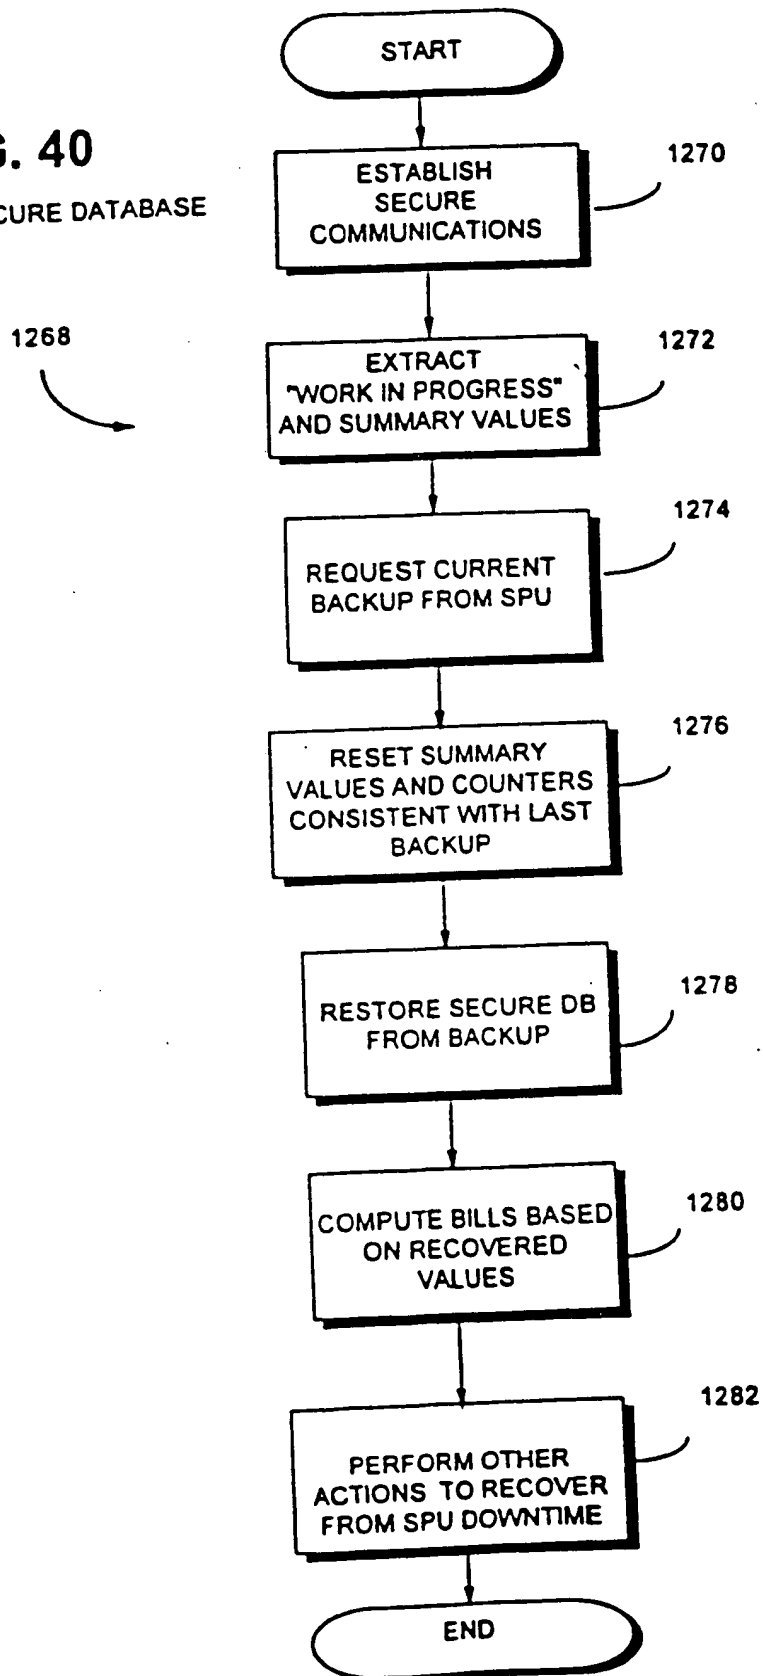 START
G. 40
CURE DATABASE
1268
ESTABLISH
SECURE
COMMUNICATIONS
1270
EXTRACT
"WORK IN PROGRESS"
AND SUMMARY VALUES
1272
REQUEST CURRENT
BACKUP FROM SPU
1274
RESET SUMMARY
VALUES AND COUNTERS
CONSISTENT WITH LAST
BACKUP
1276
RESTORE SECURE DB
FROM BACKUP
1278
COMPUTE BILLS BASED
ON RECOVERED
VALUES
1280
PERFORM OTHER
ACTIONS TO RECOVER
FROM SPU DOWNTIME
1282
END